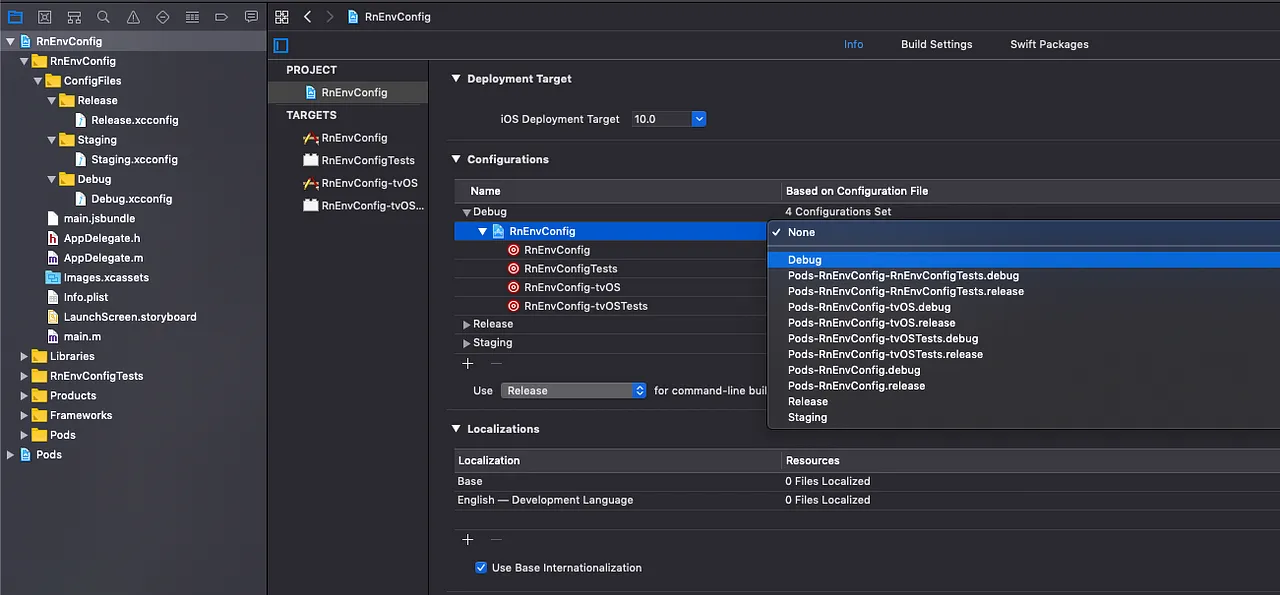 RnEnvConfig
RnEnvConfig
RnEnvConfig
ConfigFiles
Release
Release.xcconfig
Staging
Staging.xcconfig
Debug
Debug.xcconfig
main.jsbundle
AppDelegate.h
AppDelegate.m
Images.xcassets
Info.plist
LaunchScreen.storyboard
main.m
Libraries
RnEnvConfigTests
Products
Frameworks
Pods
Pods
PROJECT
RnEnvConfig
TARGETS
RnEnvConfig
RnEnvConfigTests
RnEnvConfig-tvOS
RnEnvConfig-tvOS...
Info Build Settings Swift Packages
Deployment Target
iOS Deployment Target 10.0
Configurations
Name Based on Configuration File
Debug 4 Configurations Set
RnEnvConfig
RnEnvConfig
RnEnvConfigTests
RnEnvConfig-tvOS
RnEnvConfig-tvOSTests
Release
Staging
Use Release for command-line buil
None
Debug
Pods-RnEnvConfig-RnEnvConfigTests.debug
Pods-RnEnvConfig-RnEnvConfigTests.release
Pods-RnEnvConfig-tvOS.debug
Pods-RnEnvConfig-tvOS.release
Pods-RnEnvConfig-tvOSTests.debug
Pods-RnEnvConfig-tvOSTests.release
Pods-RnEnvConfig.debug
Pods-RnEnvConfig.release
Release
Staging
Localizations
Localization Resources
Base 0 Files Localized
English — Development Language 0 Files Localized
Use Base Internationalization